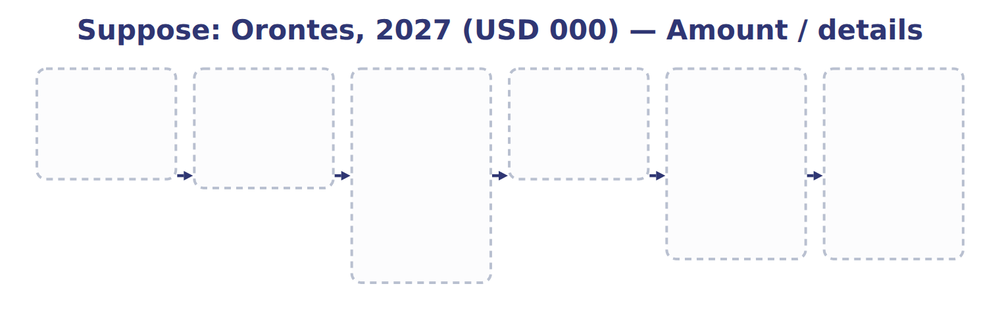 Suppose: Orontes, 2027 (USD 000) — Amount / details